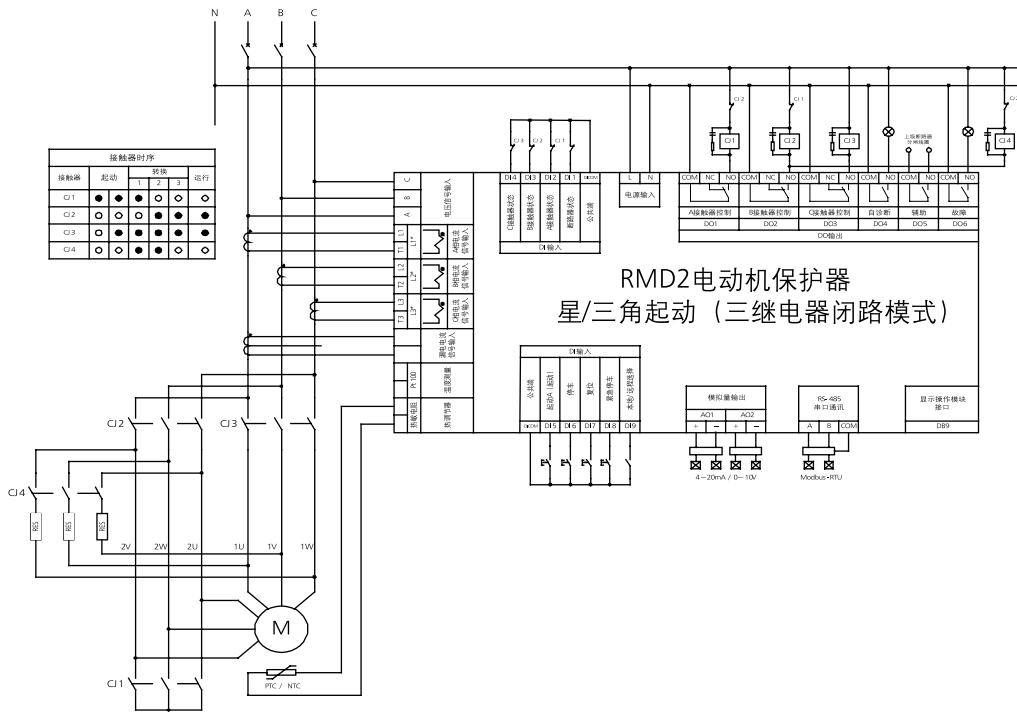 N A B C
CJ2 CJ1 CJ3 CJ2
CJ1 CJ2 CJ3 CJ4
上级断路器
分闸线圈
接触器时序
接触器 起动 转换 运行
1 2 3
CJ1
CJ2
CJ3
CJ4
CJ3 CJ2 CJ1
DI4 DI3 DI2 DI1 DICOM
C接触器状态 B接触器状态 A接触器状态 断路器状态 公共端
DI输入
L N
电源输入
COM NC NO COM NC NO COM NC NO COM NO COM NO COM NO
A接触器控制 B接触器控制 C接触器控制 自诊断 辅助 故障
DO1 DO2 DO3 DO4 DO5 DO6
DO输出
C
B
A
电压信号输入
L1
T1
L1*
A相电流
信号输入
L2
T2
L2*
B相电流
信号输入
L3
T3
L3*
C相电流
信号输入
漏电电流
信号输入
Pt100
温度测量
热敏电阻
热调节器
RMD2电动机保护器
星/三角起动（三继电器闭路模式）
DI输入
公共端 起动A（起动） 停车 复位 紧急停车 本地/远程选择
DICOM DI5 DI6 DI7 DI8 DI9
模拟量输出
AO1 AO2
+ − + −
4−20mA / 0−10V
RS-485
串口通讯
A B COM
Modbus-RTU
显示操作模块
接口
DB9
CJ2 CJ3
CJ4
RES RES RES
2V 2W 2U 1U 1V 1W
M
PTC / NTC
CJ1